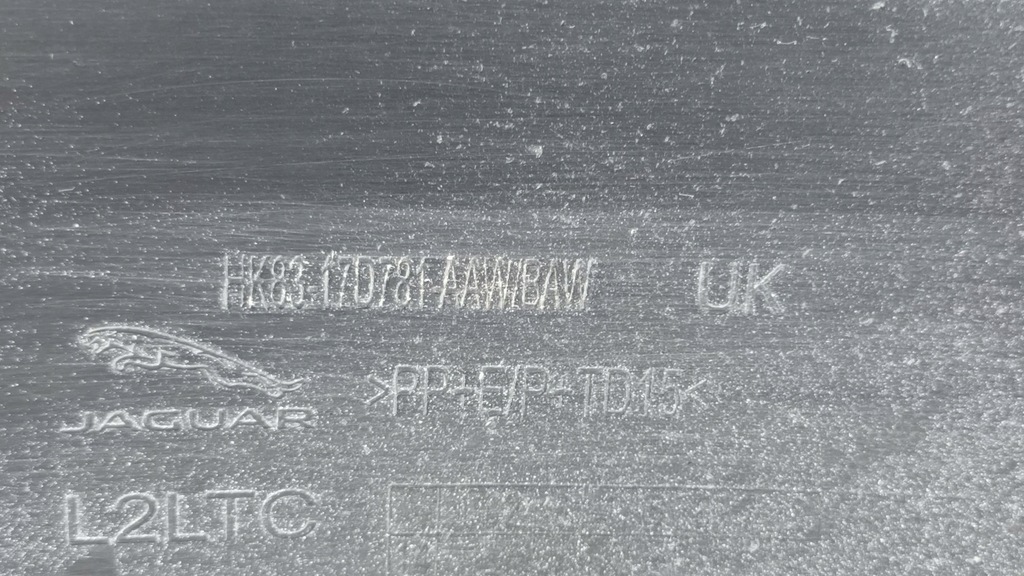 HK83-17D781-AAW/BAW UK
>PP+E/P-TD15<
JAGUAR
L2LTC